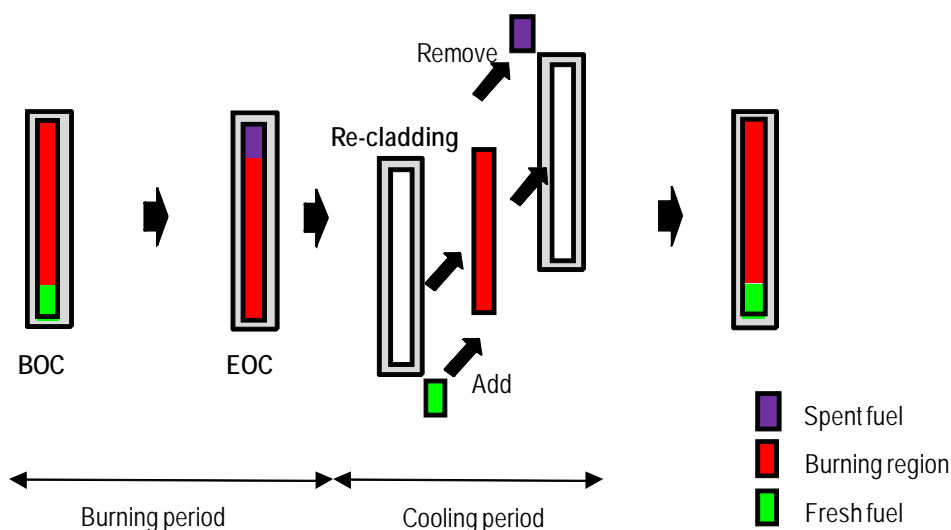 Remove
Re-cladding
BOC
EOC
Add
Spent fuel
Burning region
Fresh fuel
Burning period
Cooling period